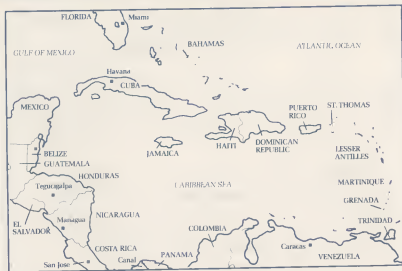 FLORIDA
Miami
GULF OF MEXICO
BAHAMAS
ATLANTIC OCEAN
Havana
CUBA
MEXICO
PUERTO
RICO
ST. THOMAS
BELIZE
GUATEMALA
JAMAICA
HAITI
DOMINICAN
REPUBLIC
LESSER
ANTILLES
HONDURAS
Tegucigalpa
CARIBBEAN SEA
MARTINIQUE
GRENADA
TRINIDAD
EL
SALVADOR
Managua
NICARAGUA
COLOMBIA
COSTA RICA
San Jose
Canal
PANAMA
Caracas
VENEZUELA